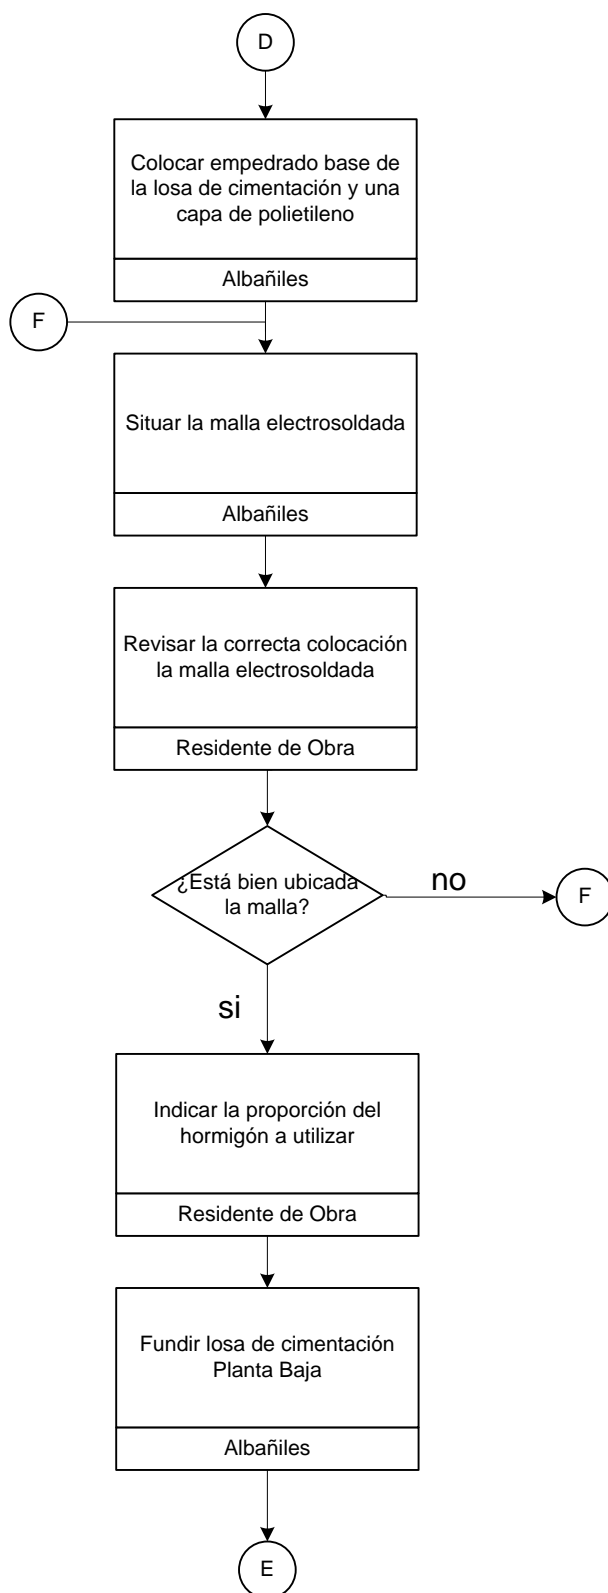 D
Colocar empedrado base de
la losa de cimentación y una
capa de polietileno
Albañiles
F
Situar la malla electrosoldada
Albañiles
Revisar la correcta colocación
la malla electrosoldada
Residente de Obra
¿Está bien ubicada
la malla?
no
F
si
Indicar la proporción del
hormigón a utilizar
Residente de Obra
Fundir losa de cimentación
Planta Baja
Albañiles
E